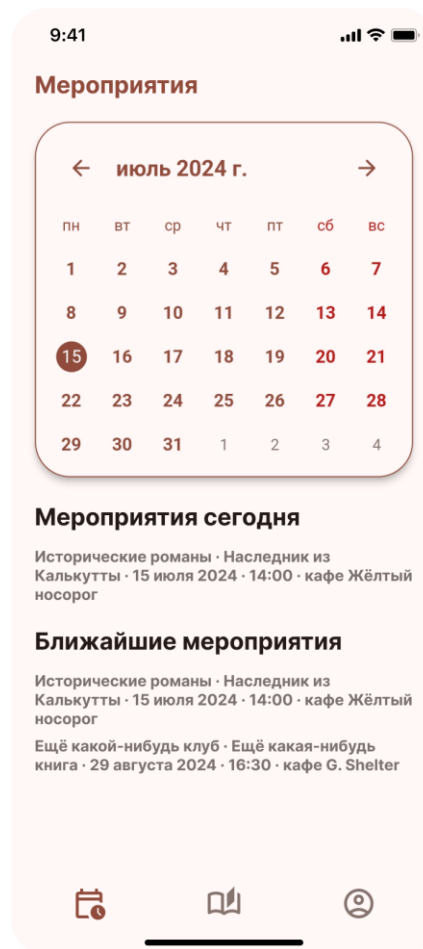 9:41
Мероприятия
июль 2024 г.
пн вт ср чт пт сб вс
1 2 3 4 5 6 7
8 9 10 11 12 13 14
15 16 17 18 19 20 21
22 23 24 25 26 27 28
29 30 31 1 2 3 4
Мероприятия сегодня
Исторические романы · Наследник из
Калькутты · 15 июля 2024 · 14:00 · кафе Жёлтый
носорог
Ближайшие мероприятия
Исторические романы · Наследник из
Калькутты · 15 июля 2024 · 14:00 · кафе Жёлтый
носорог
Ещё какой-нибудь клуб · Ещё какая-нибудь
книга · 29 августа 2024 · 16:30 · кафе G. Shelter